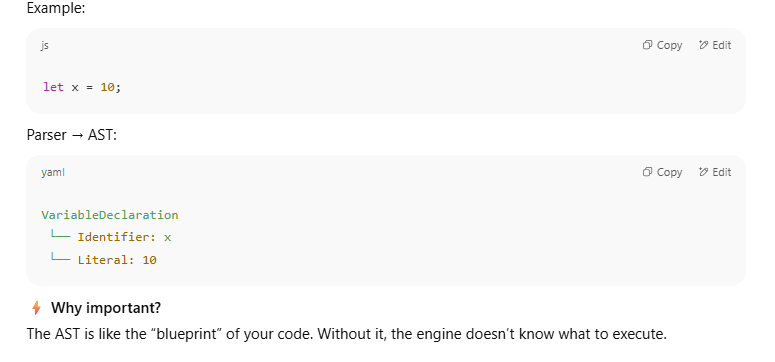 Example:
js
Copy
Edit
let x = 10;
Parser → AST:
yaml
Copy
Edit
VariableDeclaration
└── Identifier: x
└── Literal: 10
⚡ Why important?
The AST is like the “blueprint” of your code. Without it, the engine doesn’t know what to execute.